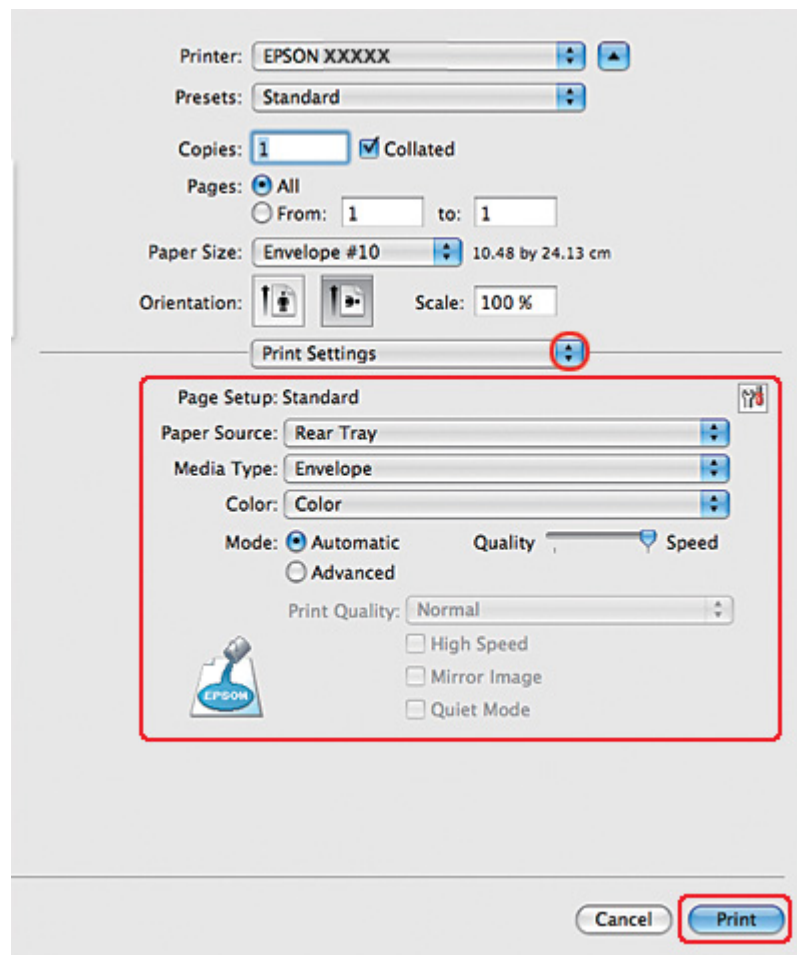 Printer: EPSON XXXXX
Presets: Standard
Copies: 1 Collated
Pages: All
From: 1 to: 1
Paper Size: Envelope #10 10.48 by 24.13 cm
Orientation: Scale: 100 %
Print Settings
Page Setup: Standard
Paper Source: Rear Tray
Media Type: Envelope
Color: Color
Mode: Automatic Quality Speed
Advanced
Print Quality: Normal
High Speed
Mirror Image
Quiet Mode
EPSON
Cancel Print